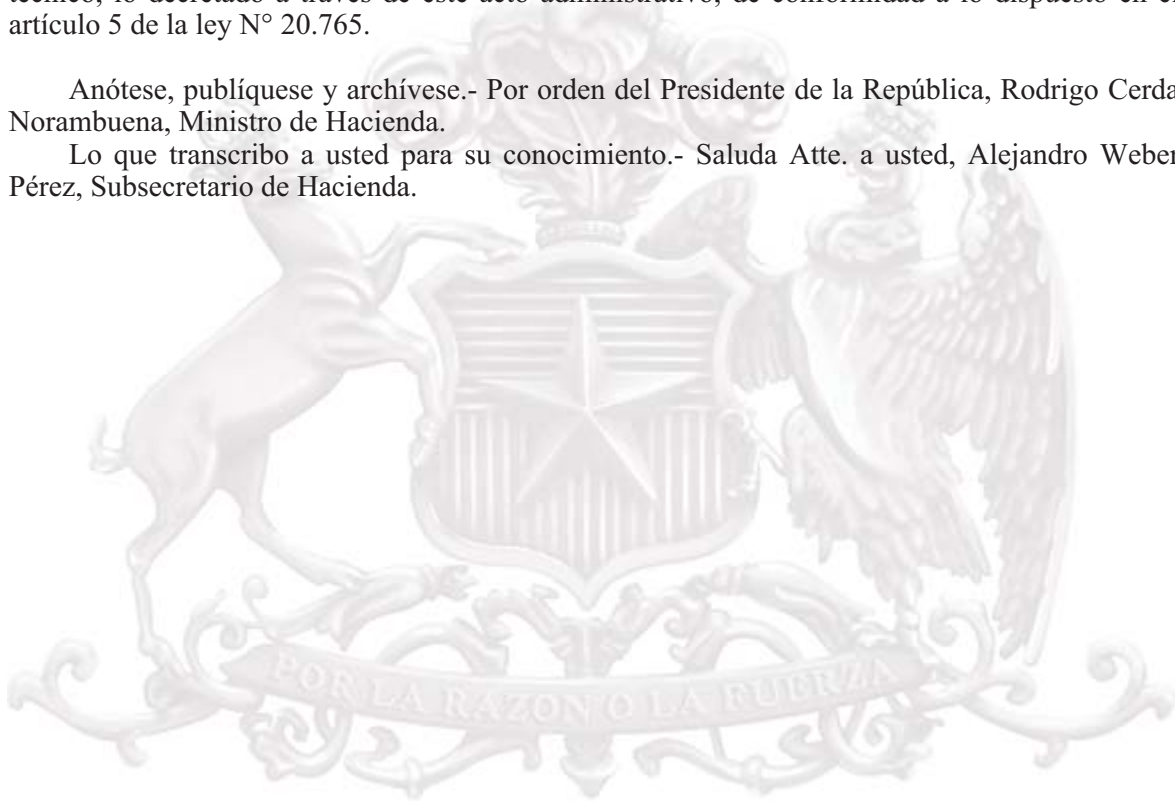 técnico, lo decretado a través de este acto administrativo, de conformidad a lo dispuesto en el
artículo 5 de la ley N° 20.765.
Anótese, publíquese y archívese.- Por orden del Presidente de la República, Rodrigo Cerda
Norambuena, Ministro de Hacienda.
Lo que transcribo a usted para su conocimiento.- Saluda Atte. a usted, Alejandro Weber
Pérez, Subsecretario de Hacienda.
POR LA RAZON O LA FUERZA